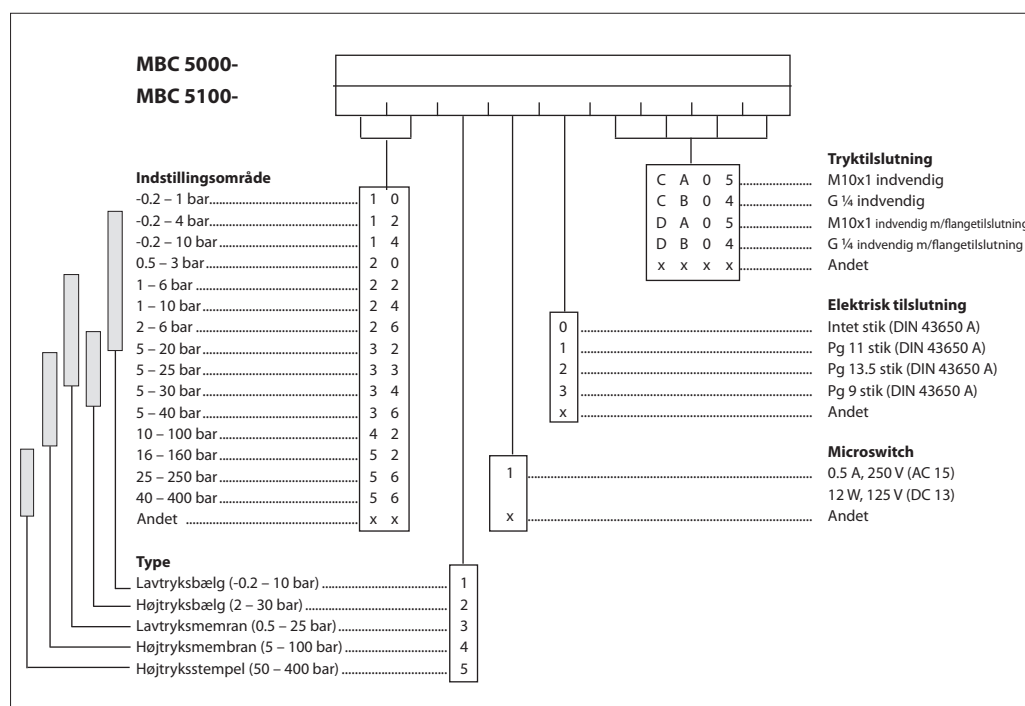 MBC 5000-
MBC 5100-
Indstillingsområde
-0.2 – 1 bar 1 0
-0.2 – 4 bar 1 2
-0.2 – 10 bar 1 4
0.5 – 3 bar 2 0
1 – 6 bar 2 2
1 – 10 bar 2 4
2 – 6 bar 2 6
5 – 20 bar 3 2
5 – 25 bar 3 3
5 – 30 bar 3 4
5 – 40 bar 3 6
10 – 100 bar 4 2
16 – 160 bar 5 2
25 – 250 bar 5 6
40 – 400 bar 5 6
Andet x x
Type
Lavtryksbælg (-0.2 – 10 bar) 1
Højtryksbælg (2 – 30 bar) 2
Lavtryksmemran (0.5 – 25 bar) 3
Højtryksmembran (5 – 100 bar) 4
Højtryksstempel (50 – 400 bar) 5
Tryktilslutning
C A 0 5 M10x1 indvendig
C B 0 4 G ¼ indvendig
D A 0 5 M10x1 indvendig m/flangetilslutning
D B 0 4 G ¼ indvendig m/flangetilslutning
x x x x Andet
Elektrisk tilslutning
0 Intet stik (DIN 43650 A)
1 Pg 11 stik (DIN 43650 A)
2 Pg 13.5 stik (DIN 43650 A)
3 Pg 9 stik (DIN 43650 A)
x Andet
Microswitch
1 0.5 A, 250 V (AC 15)
12 W, 125 V (DC 13)
x Andet